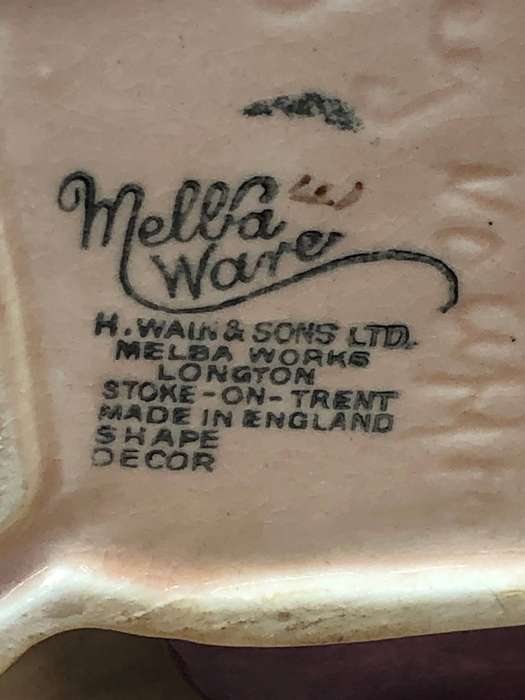 Melba
Ware
H. WAIN & SONS LTD.
MELBA WORKS
LONGTON
STOKE-ON-TRENT
MADE IN ENGLAND
SHAPE
DECOR